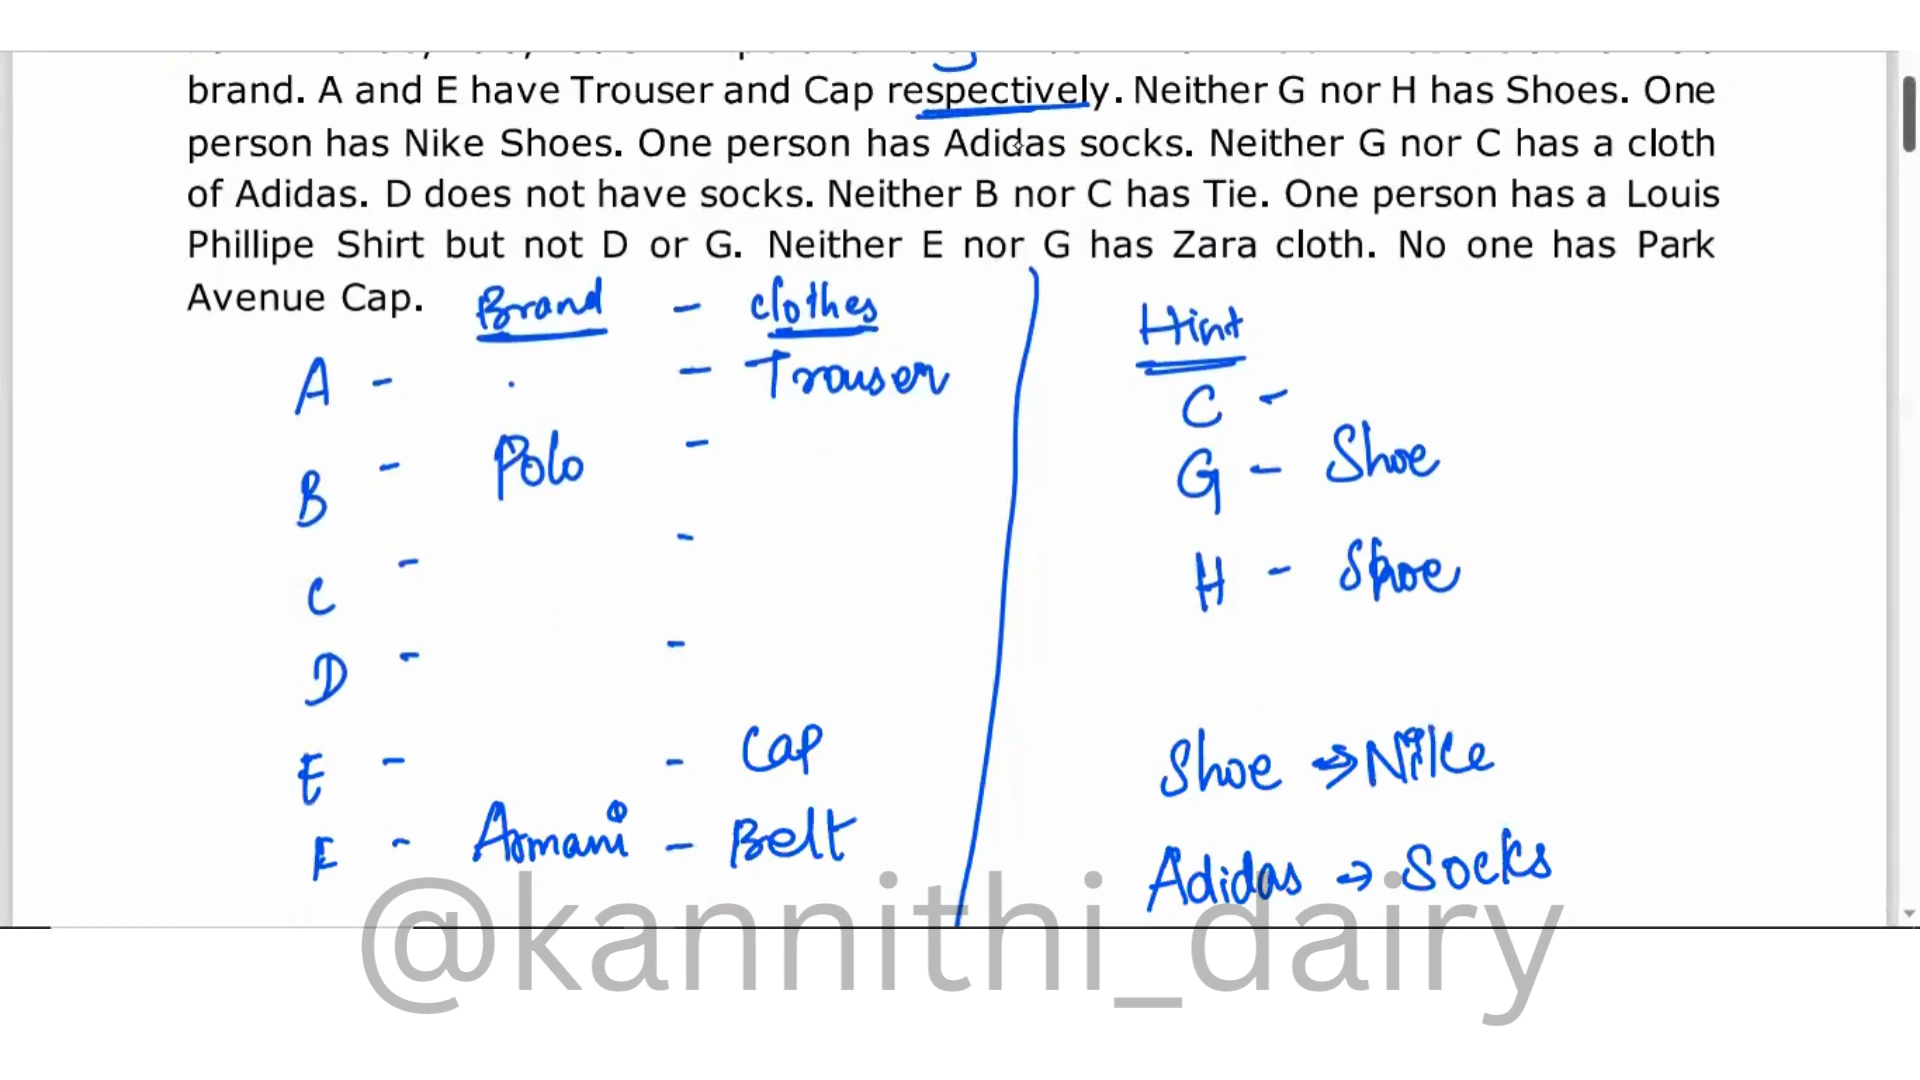 brand. A and E have Trouser and Cap respectively. Neither G nor H has Shoes. One
person has Nike Shoes. One person has Adidas socks. Neither G nor C has a cloth
of Adidas. D does not have socks. Neither B nor C has Tie. One person has a Louis
Phillipe Shirt but not D or G. Neither E nor G has Zara cloth. No one has Park
Avenue Cap.
Brand - clothes
A - - Trouser
B - Polo -
C - -
D - -
E - - Cap
F - Armani - Belt
Hint
C -
G - Shoe
H - Shoe
Shoe → Nike
Adidas → Socks
@kannithi_dairy